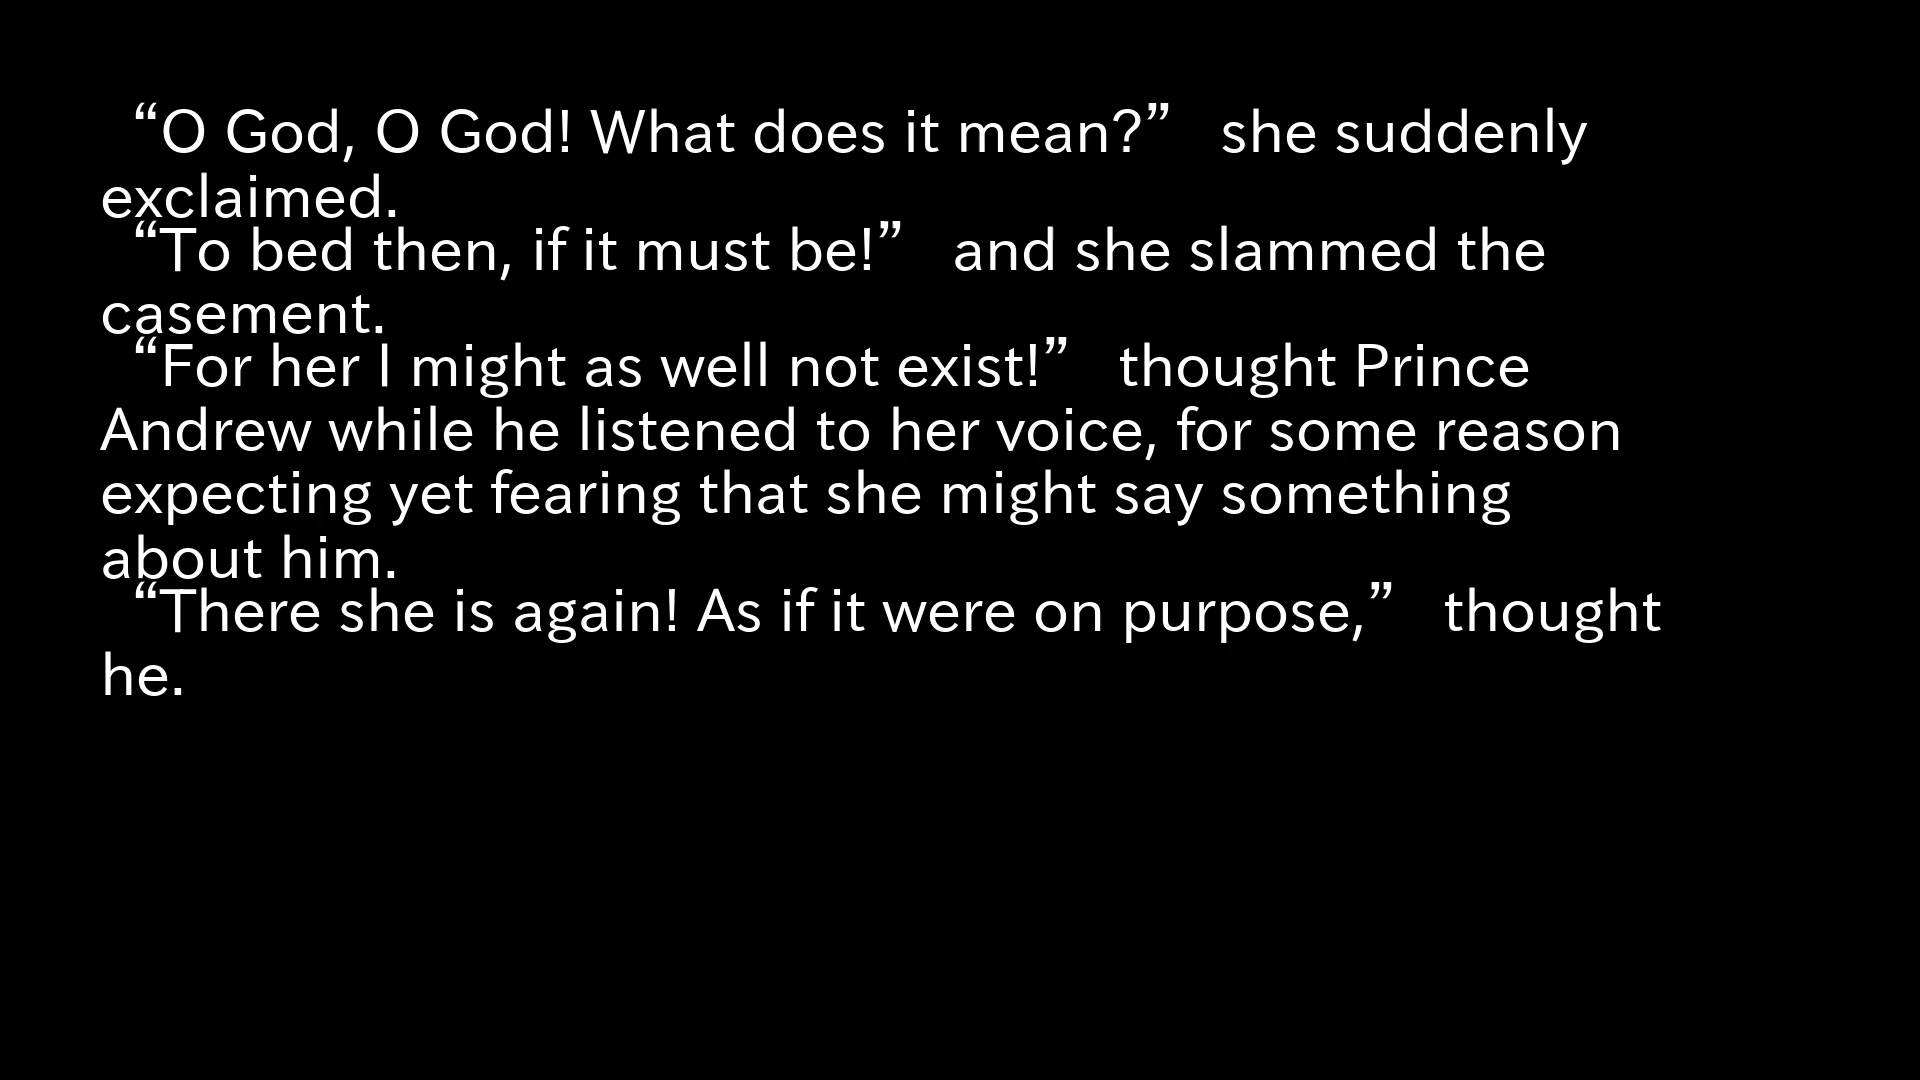 “O God, O God! What does it mean?” she suddenly
exclaimed.
“To bed then, if it must be!” and she slammed the
casement.
“For her I might as well not exist!” thought Prince
Andrew while he listened to her voice, for some reason
expecting yet fearing that she might say something
about him.
“There she is again! As if it were on purpose,” thought
he.